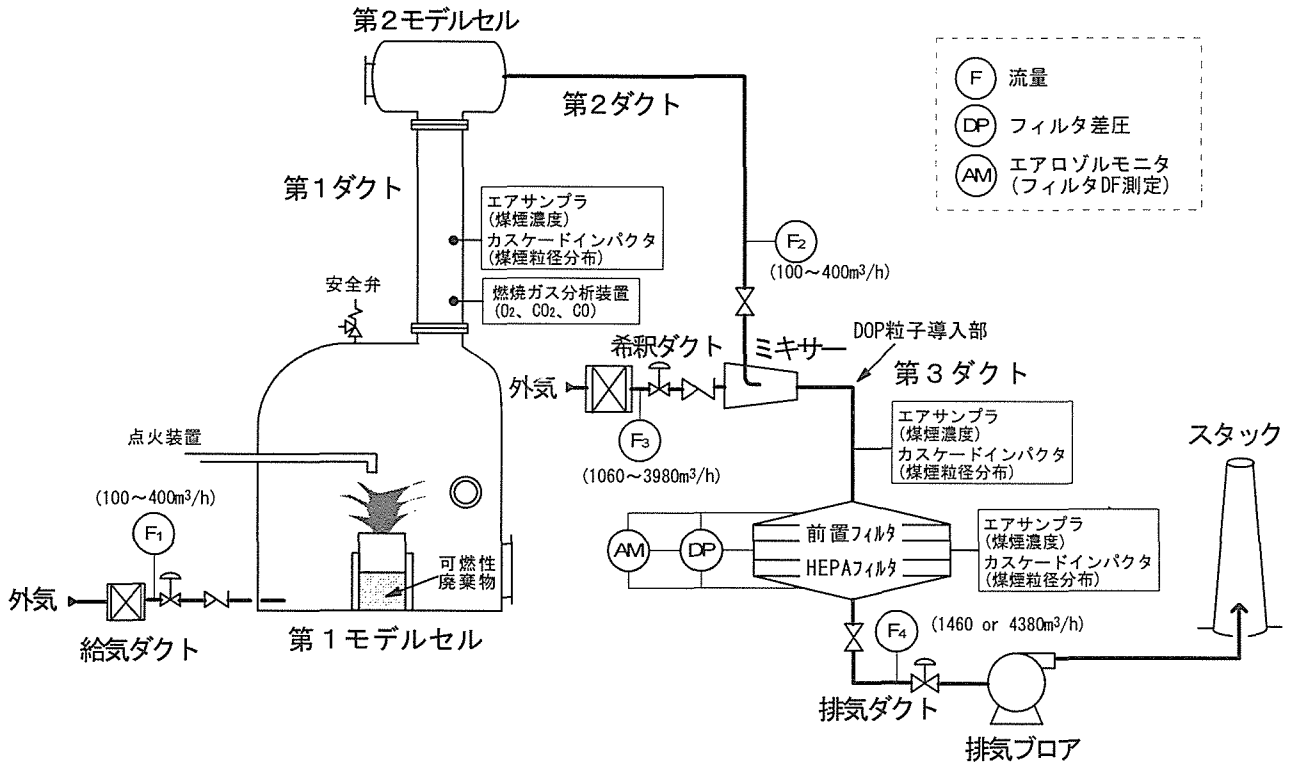 第2モデルセル
第2ダクト
F 流量
DP フィルタ差圧
AM エアロゾルモニタ
(フィルタDF測定)
第1ダクト
エアサンプラ
(煤煙濃度)
カスケードインパクタ
(煤煙粒径分布)
燃焼ガス分析装置
(O₂、CO₂、CO)
安全弁
F₂
(100～400m³/h)
DOP粒子導入部
希釈ダクト
ミキサー
第3ダクト
外気
F₃
(1060～3980m³/h)
エアサンプラ
(煤煙濃度)
カスケードインパクタ
(煤煙粒径分布)
スタック
点火装置
(100～400m³/h)
F₁
外気
給気ダクト
可燃性
廃棄物
第1モデルセル
AM
DP
前置フィルタ
HEPAフィルタ
エアサンプラ
(煤煙濃度)
カスケードインパクタ
(煤煙粒径分布)
F₄
(1460 or 4380m³/h)
排気ダクト
排気ブロア